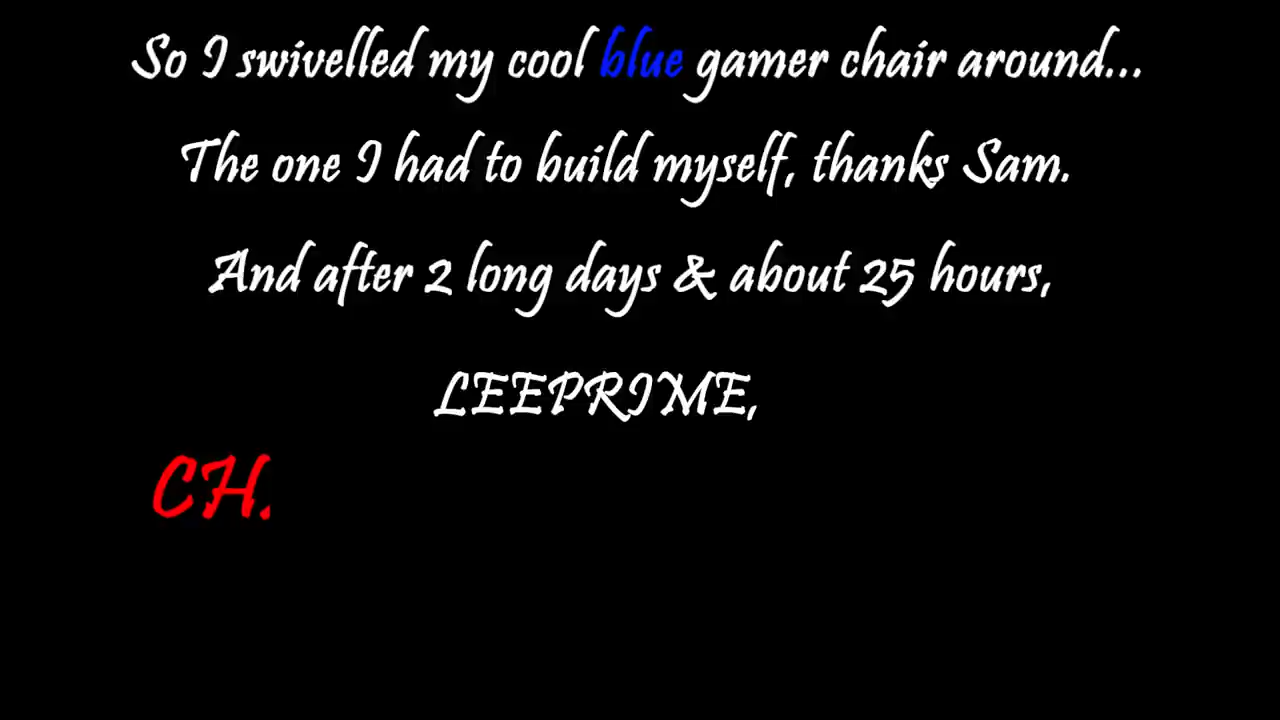 So I swivelled my cool blue gamer chair around...
The one I had to build myself, thanks Sam.
And after 2 long days & about 25 hours,
LEEPRIME,
CH.